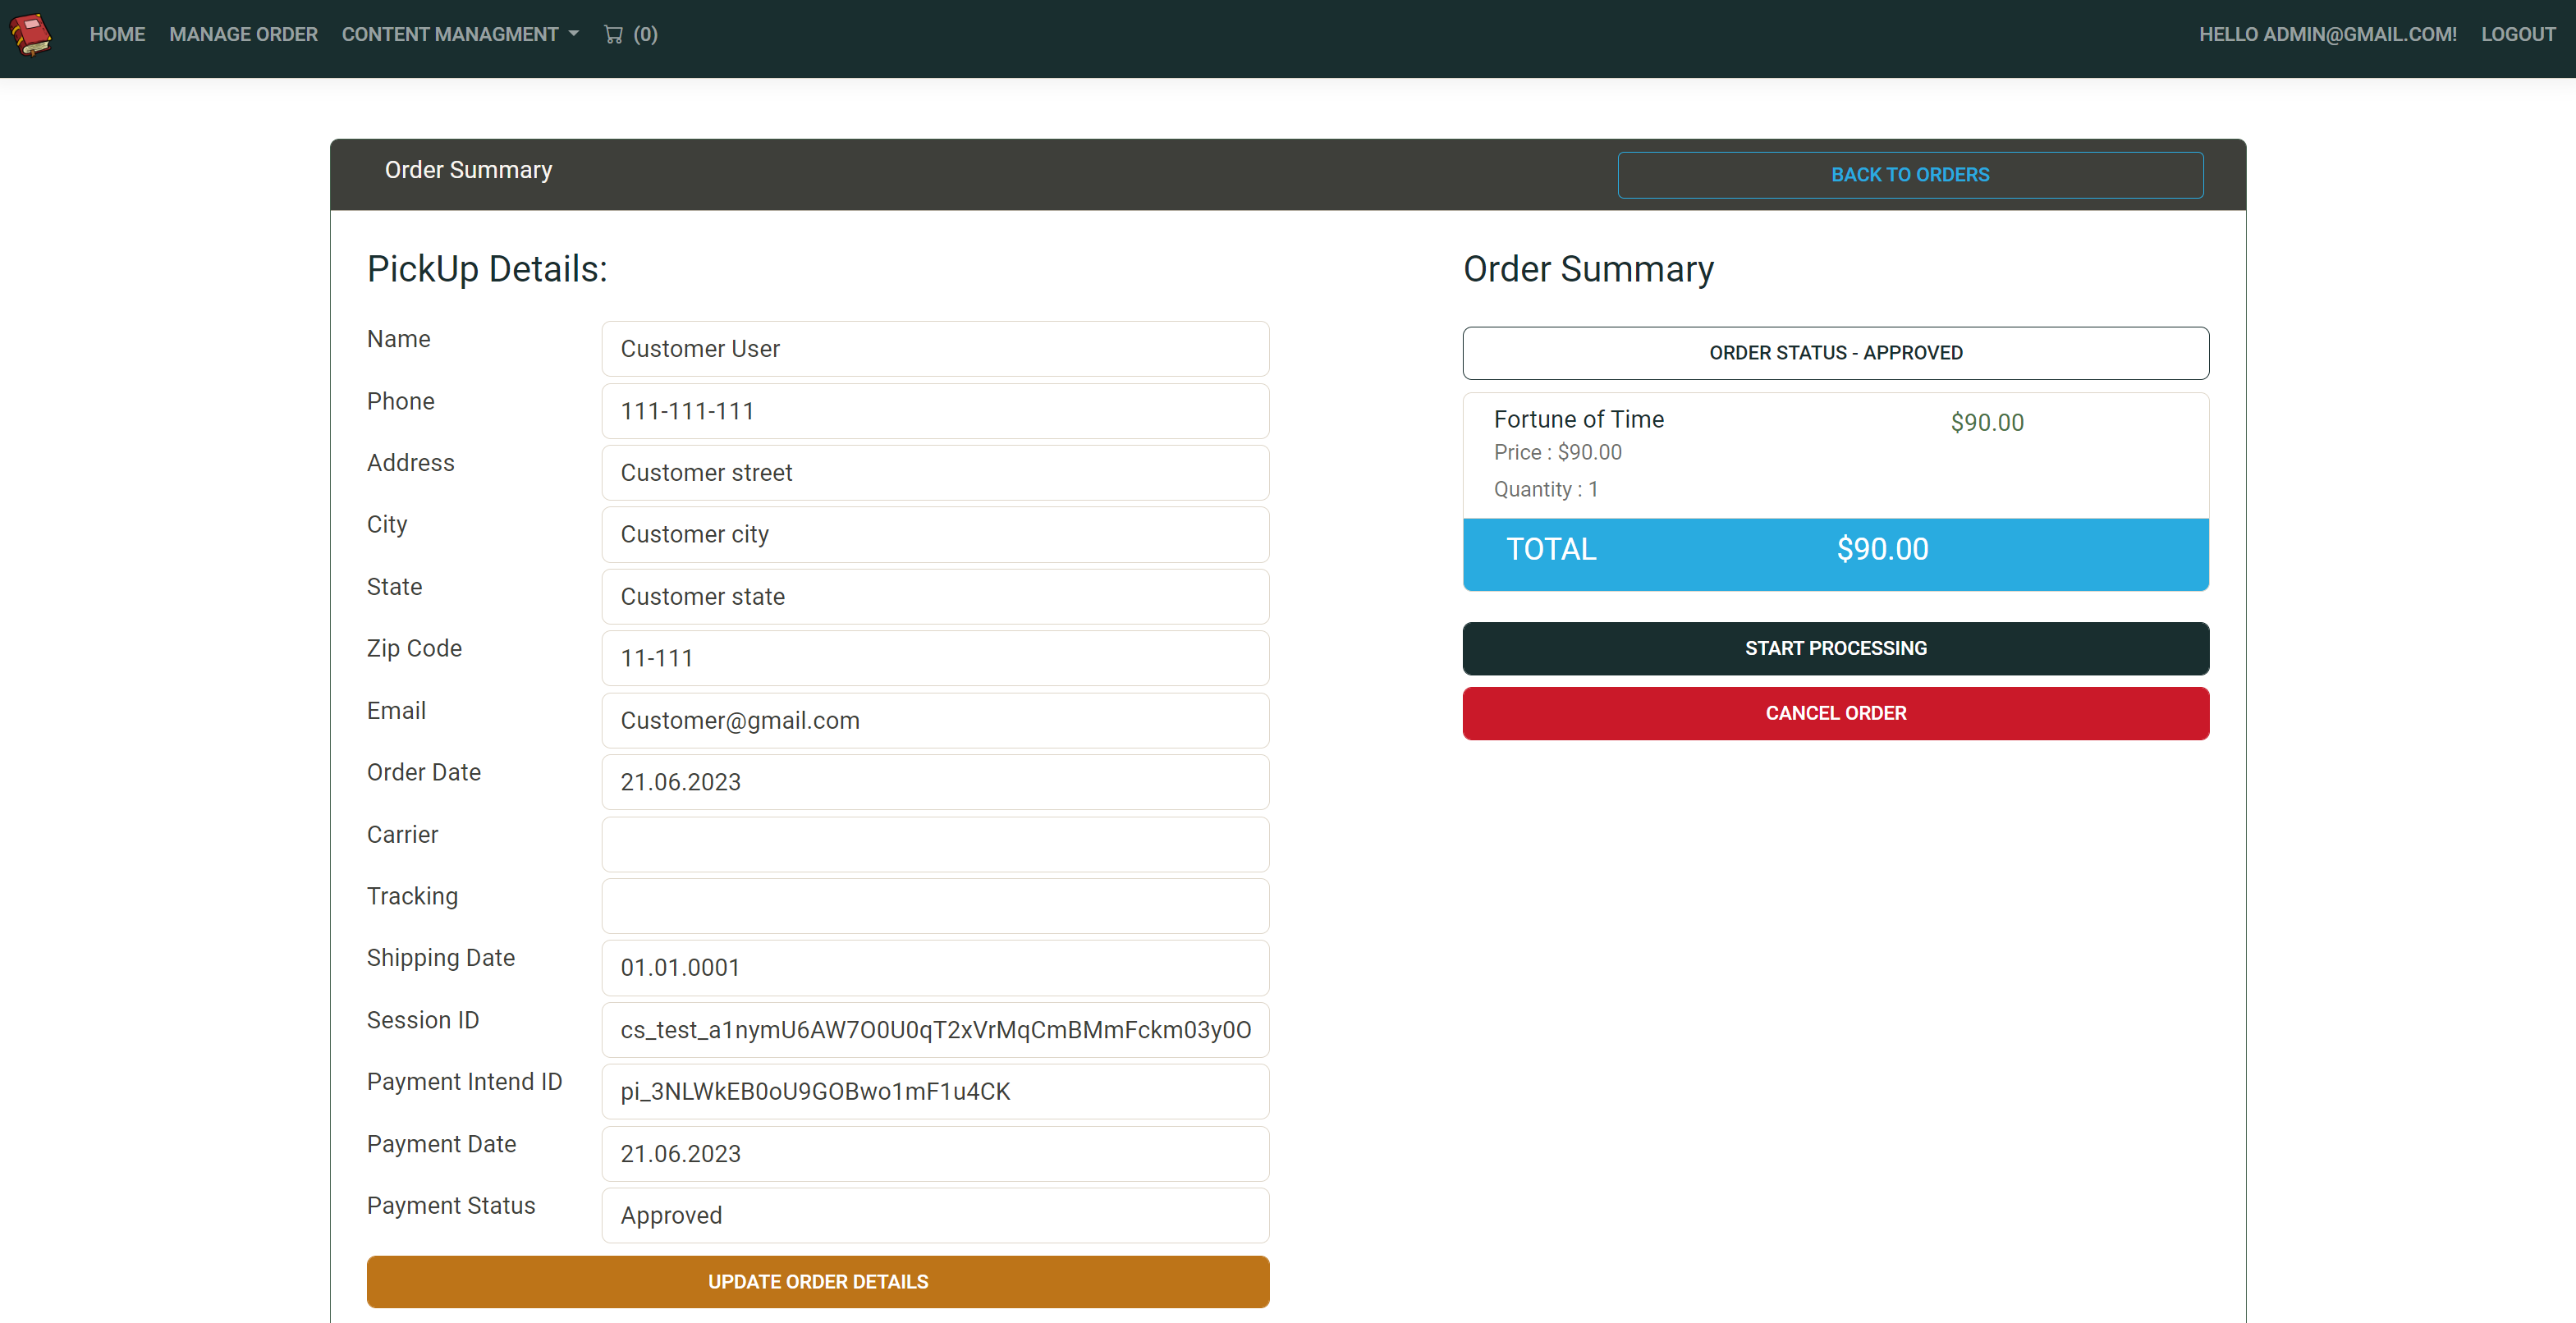 HOME MANAGE ORDER CONTENT MANAGMENT (0) HELLO ADMIN@GMAIL.COM! LOGOUT
Order Summary BACK TO ORDERS
PickUp Details:
Name Customer User
Phone 111-111-111
Address Customer street
City Customer city
State Customer state
Zip Code 11-111
Email Customer@gmail.com
Order Date 21.06.2023
Carrier
Tracking
Shipping Date 01.01.0001
Session ID cs_test_a1nymU6AW7O0U0qT2xVrMqCmBMmFckm03y0O
Payment Intend ID pi_3NLWkEB0oU9GOBwo1mF1u4CK
Payment Date 21.06.2023
Payment Status Approved
UPDATE ORDER DETAILS
Order Summary
ORDER STATUS - APPROVED
Fortune of Time $90.00
Price : $90.00
Quantity : 1
TOTAL $90.00
START PROCESSING
CANCEL ORDER